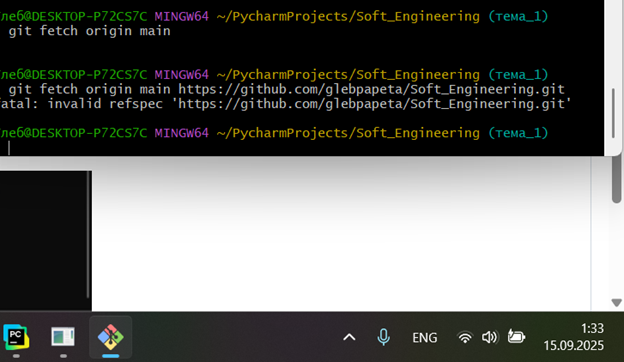 леб@DESKTOP-P72CS7C MINGW64 ~/PycharmProjects/Soft_Engineering (тема_1)
git fetch origin main
леб@DESKTOP-P72CS7C MINGW64 ~/PycharmProjects/Soft_Engineering (тема_1)
git fetch origin main https://github.com/glebpapeta/Soft_Engineering.git
atal: invalid refspec 'https://github.com/glebpapeta/Soft_Engineering.git'
леб@DESKTOP-P72CS7C MINGW64 ~/PycharmProjects/Soft_Engineering (тема_1)
PC
ENG
1:33
15.09.2025